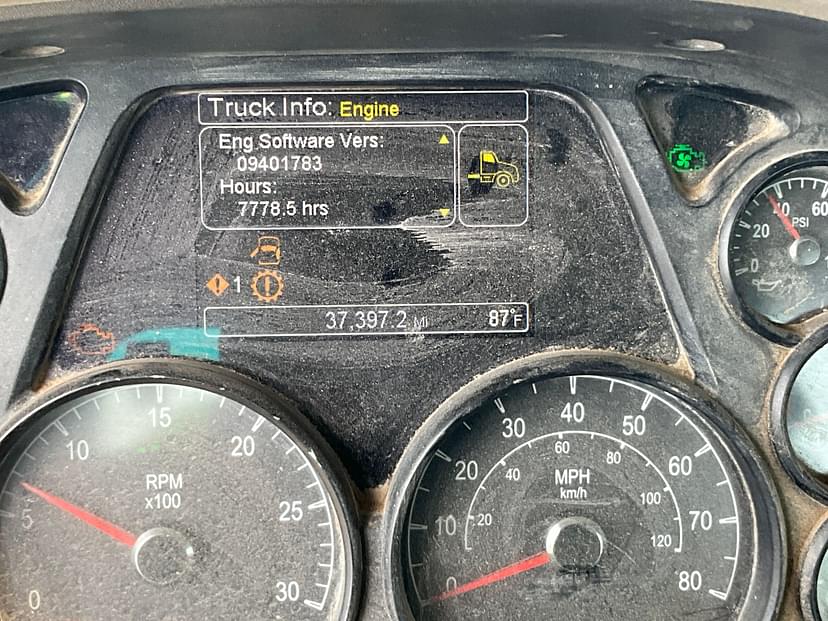 Truck Info: Engine
Eng Software Vers:
09401783
Hours:
7778.5 hrs
1
37,397.2 MI 87°F
0
5
10
15
20
25
30
RPM
x100
0
10
20
30
40
50
60
70
80
20
40
60
80
100
120
MPH
km/h
0
20
40
60
PSI